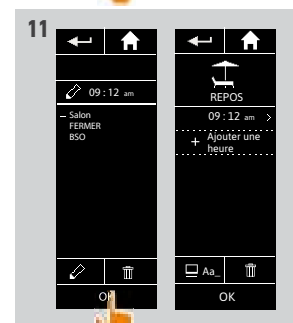 11
09 : 12 am
– Salon
FERMER
BSO
OK
REPOS
09 : 12 am >
+ Ajouter une
heure
Aa_
OK